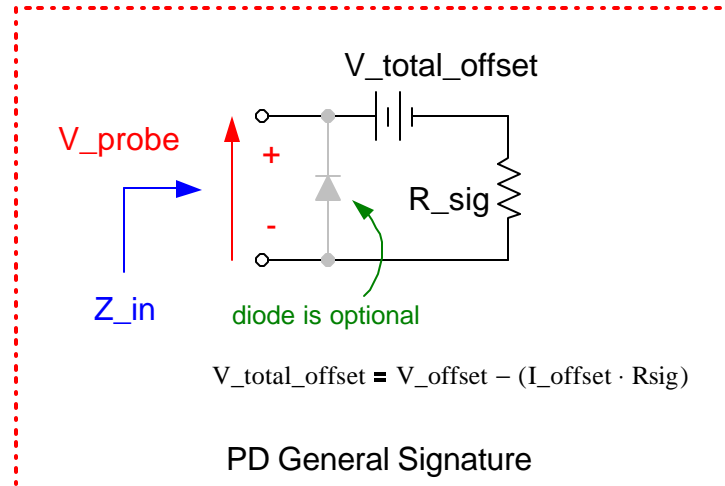 V_total_offset
V_probe
+
R_sig
-
Z_in
diode is optional
V_total_offset = V_offset − (I_offset · Rsig)
PD General Signature